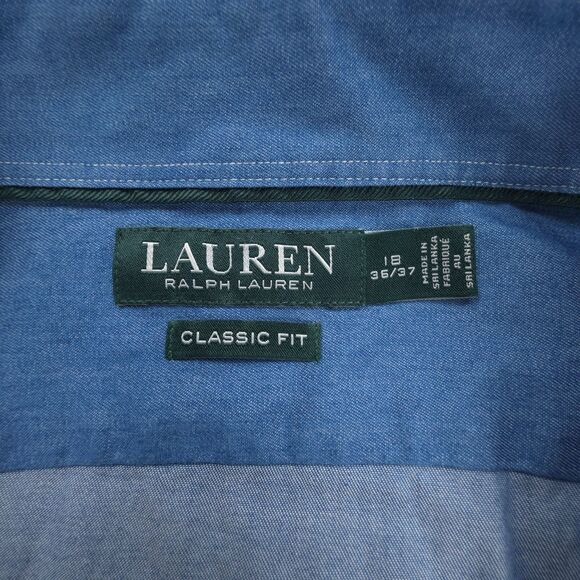 LAUREN
RALPH LAUREN
18
36/37
MADE IN
SRI LANKA
FABRIQUÉ
AU
SRI LANKA
CLASSIC FIT